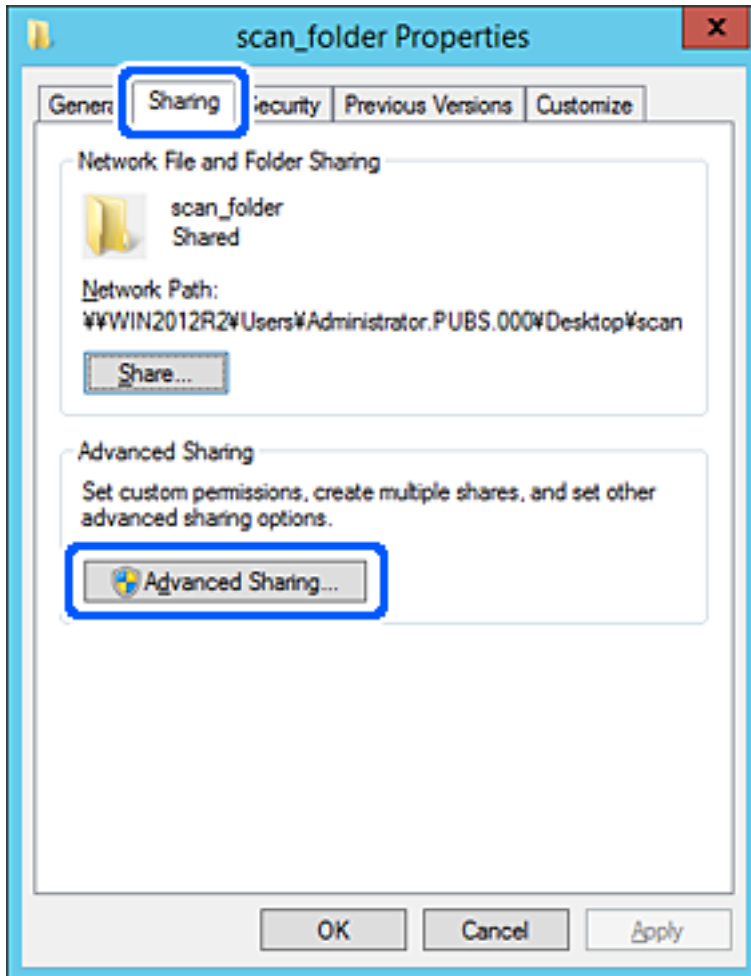 scan_folder Properties
x
General Sharing Security Previous Versions Customize
Network File and Folder Sharing
scan_folder
Shared
Network Path:
¥¥WIN2012R2¥Users¥Administrator.PUBS.000¥Desktop¥scan
Share...
Advanced Sharing
Set custom permissions, create multiple shares, and set other
advanced sharing options.
Advanced Sharing...
OK Cancel Apply